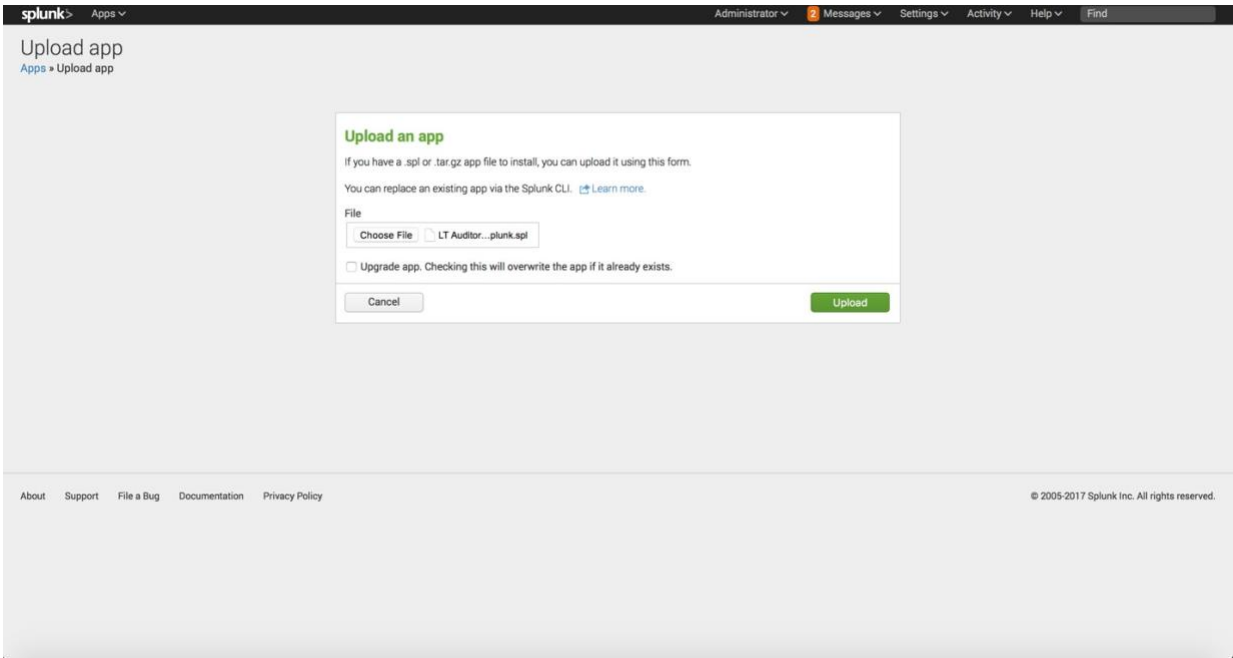 splunk> Apps Administrator 2 Messages Settings Activity Help Find
Upload app
Apps » Upload app
Upload an app
If you have a .spl or .tar.gz app file to install, you can upload it using this form.
You can replace an existing app via the Splunk CLI. Learn more.
File
Choose File LT Auditor...plunk.spl
Upgrade app. Checking this will overwrite the app if it already exists.
Cancel Upload
About Support File a Bug Documentation Privacy Policy © 2005-2017 Splunk Inc. All rights reserved.